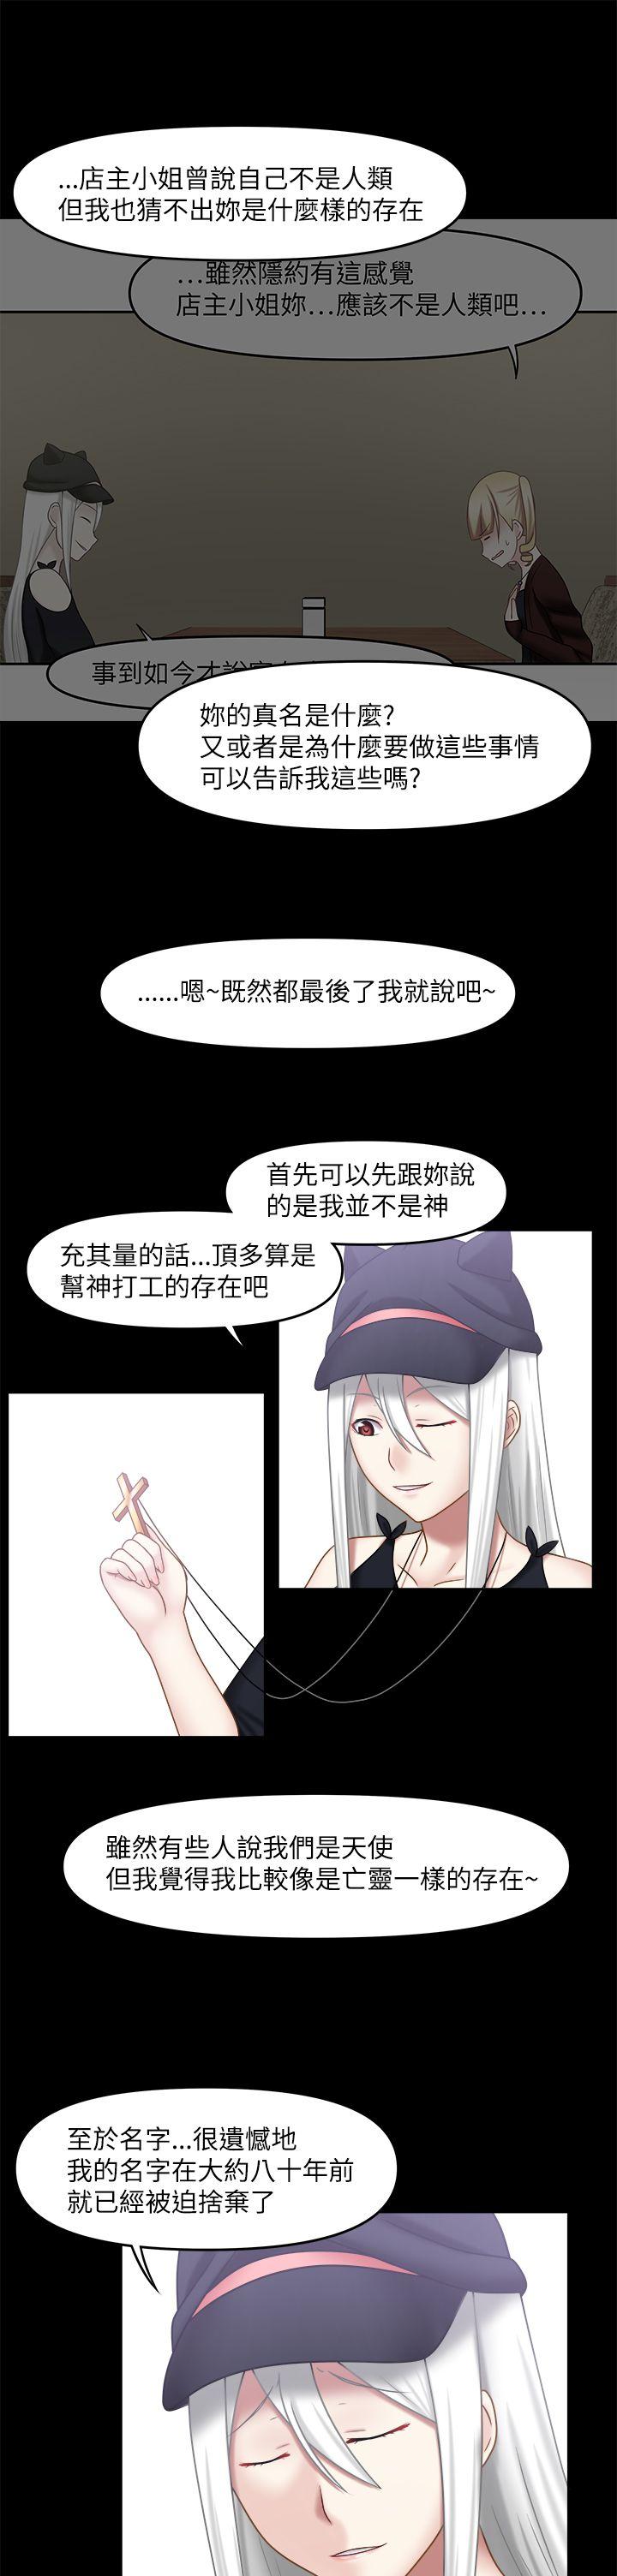 ...店主小姐曾說自己不是人類
但我也猜不出妳是什麼樣的存在
...雖然隱約有這感覺
店主小姐妳...應該不是人類吧...
事到如今才說
妳的真名是什麼?
又或者是為什麼要做這些事情
可以告訴我這些嗎?
......嗯~既然都最後了我就說吧~
首先可以先跟妳說
的是我並不是神
充其量的話...頂多算是
幫神打工的存在吧
雖然有些人說我們是天使
但我覺得我比較像是亡靈一樣的存在~
至於名字...很遺憾地
我的名字在大約八十年前
就已經被迫捨棄了